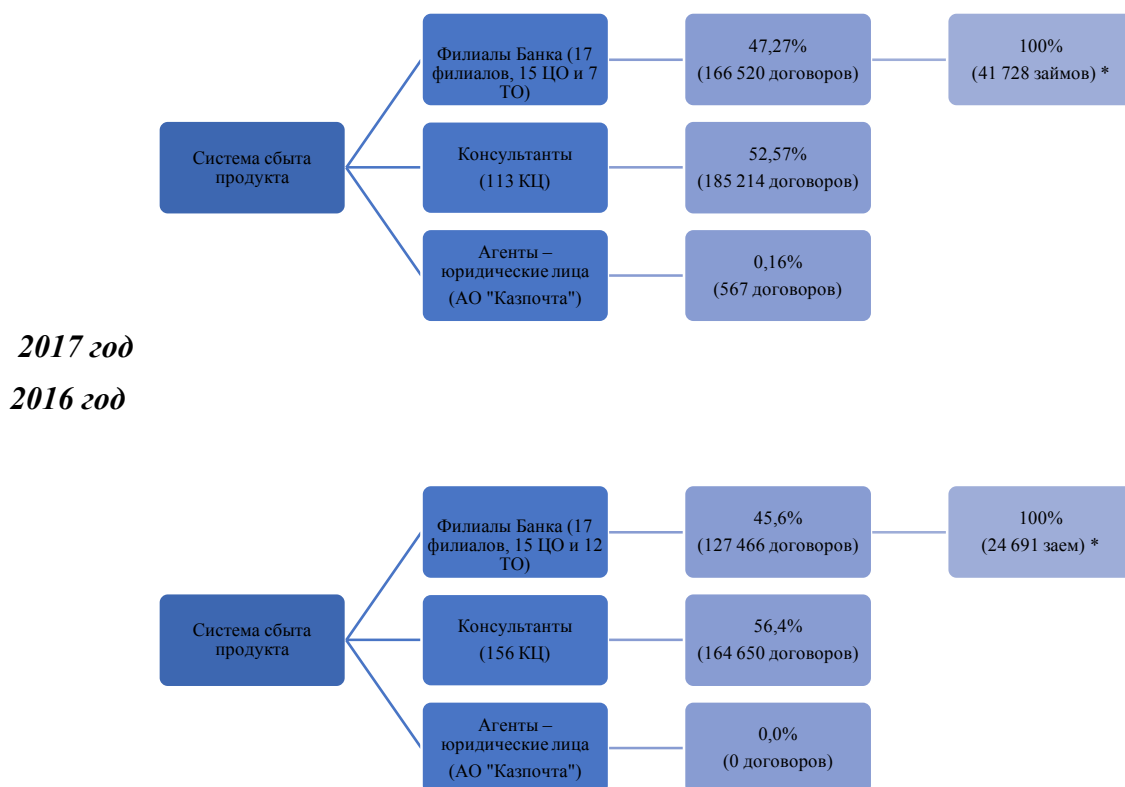 Филиалы Банка (17
филиалов, 15 ЦО и 7
ТО)
47,27%
(166 520 договоров)
100%
(41 728 займов) *
Система сбыта
продукта
Консультанты
(113 КЦ)
52,57%
(185 214 договоров)
Агенты –
юридические лица
(АО "Казпочта")
0,16%
(567 договоров)
2017 год
2016 год
Филиалы Банка (17
филиалов, 15 ЦО и 12
ТО)
45,6%
(127 466 договоров)
100%
(24 691 заем) *
Система сбыта
продукта
Консультанты
(156 КЦ)
56,4%
(164 650 договоров)
Агенты –
юридические лица
(АО "Казпочта")
0,0%
(0 договоров)